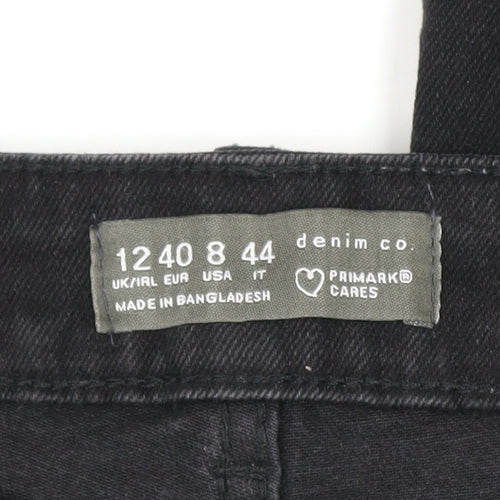 12 40 8 44
UK/IRL EUR USA IT
MADE IN BANGLADESH
denim co.
PRIMARK®
CARES